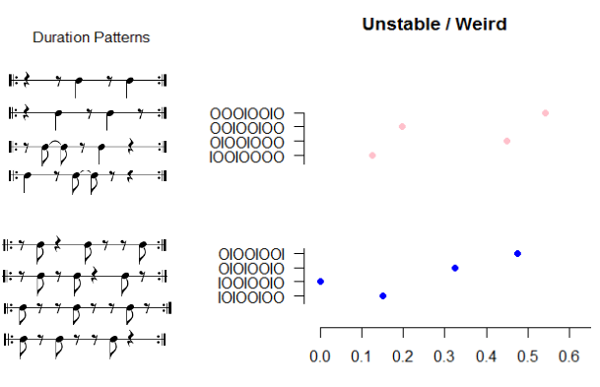 Unstable / Weird
Duration Patterns
OOOIOOIO
OOIOOIOO
OIOOIOOO
IOOIOOOO
OIOOIOOI
OIOIOOIO
IOOIOOIO
IOIOOIOO
0.0 0.1 0.2 0.3 0.4 0.5 0.6